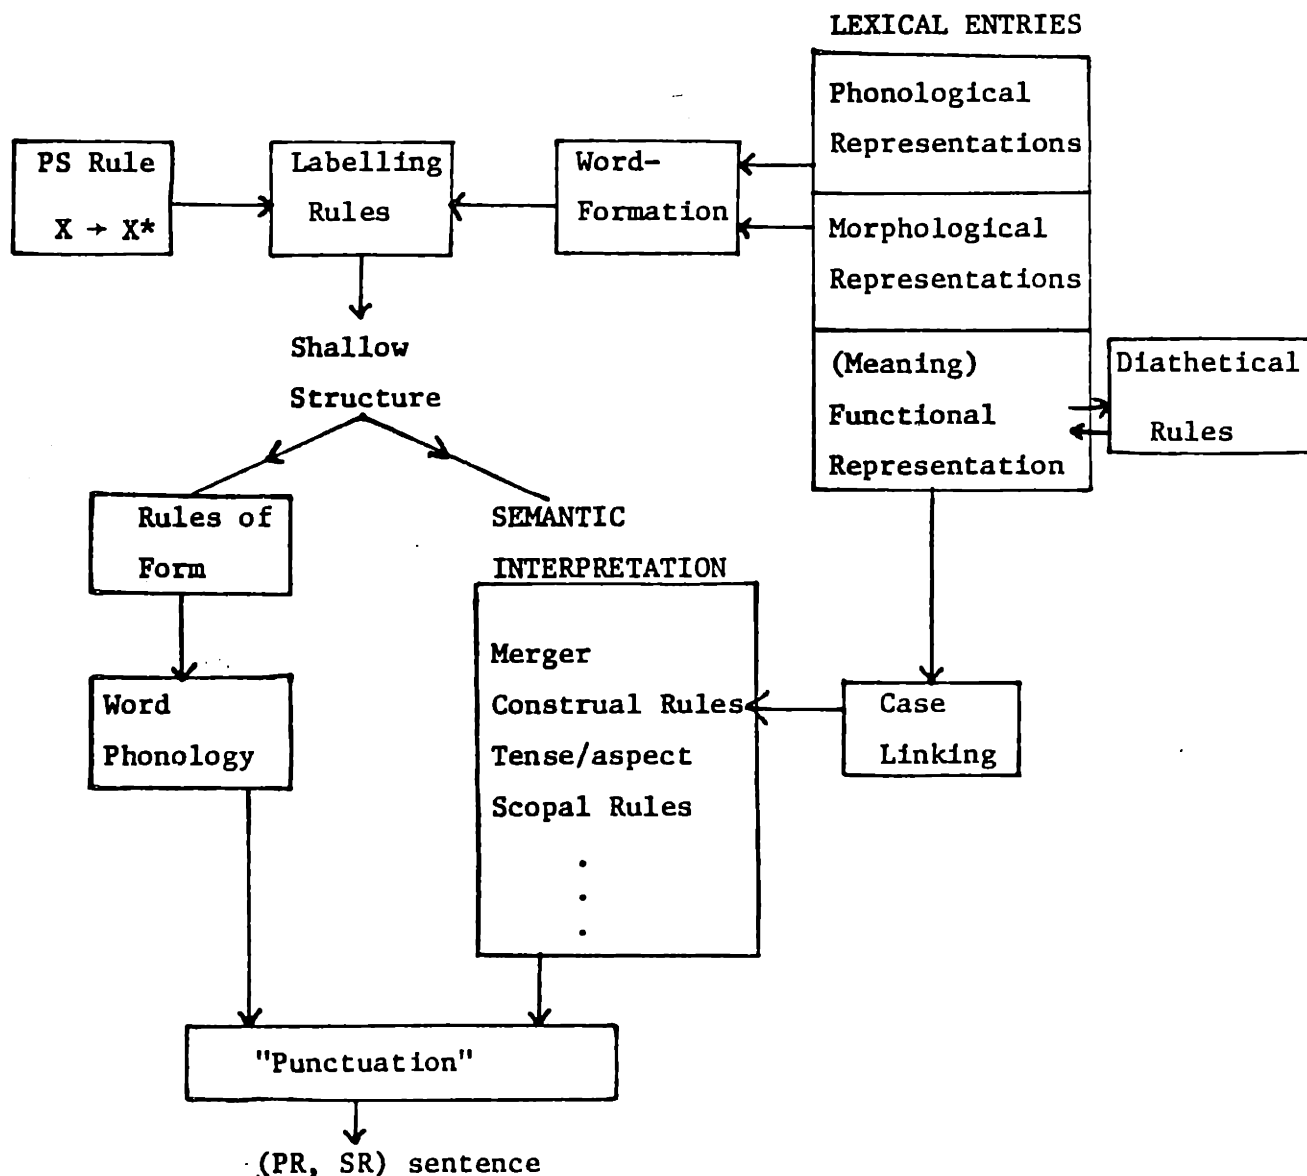 LEXICAL ENTRIES
Phonological
Representations
PS Rule
X → X*
Labelling
Rules
Word-
Formation
Morphological
Representations
(Meaning)
Functional
Representation
Diathetical
Rules
Shallow
Structure
Rules of
Form
SEMANTIC
INTERPRETATION
Word
Phonology
Merger
Construal Rules
Tense/aspect
Scopal Rules
.
.
.
Case
Linking
"Punctuation"
(PR, SR) sentence